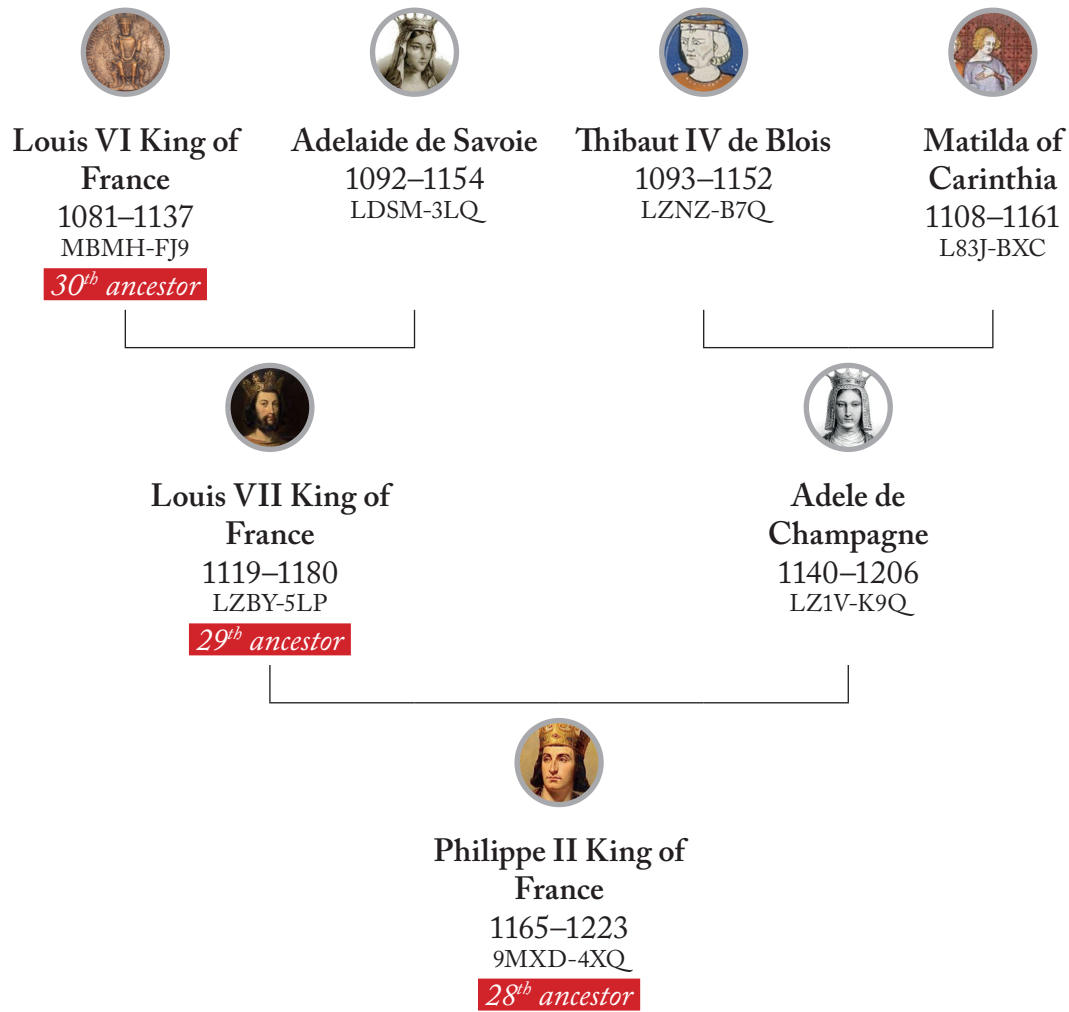 Louis VI King of
France
1081–1137
MBMH-FJ9
30th ancestor
Adelaide de Savoie
1092–1154
LDSM-3LQ
Thibaut IV de Blois
1093–1152
LZNZ-B7Q
Matilda of
Carinthia
1108–1161
L83J-BXC
Louis VII King of
France
1119–1180
LZBY-5LP
29th ancestor
Adele de
Champagne
1140–1206
LZ1V-K9Q
Philippe II King of
France
1165–1223
9MXD-4XQ
28th ancestor